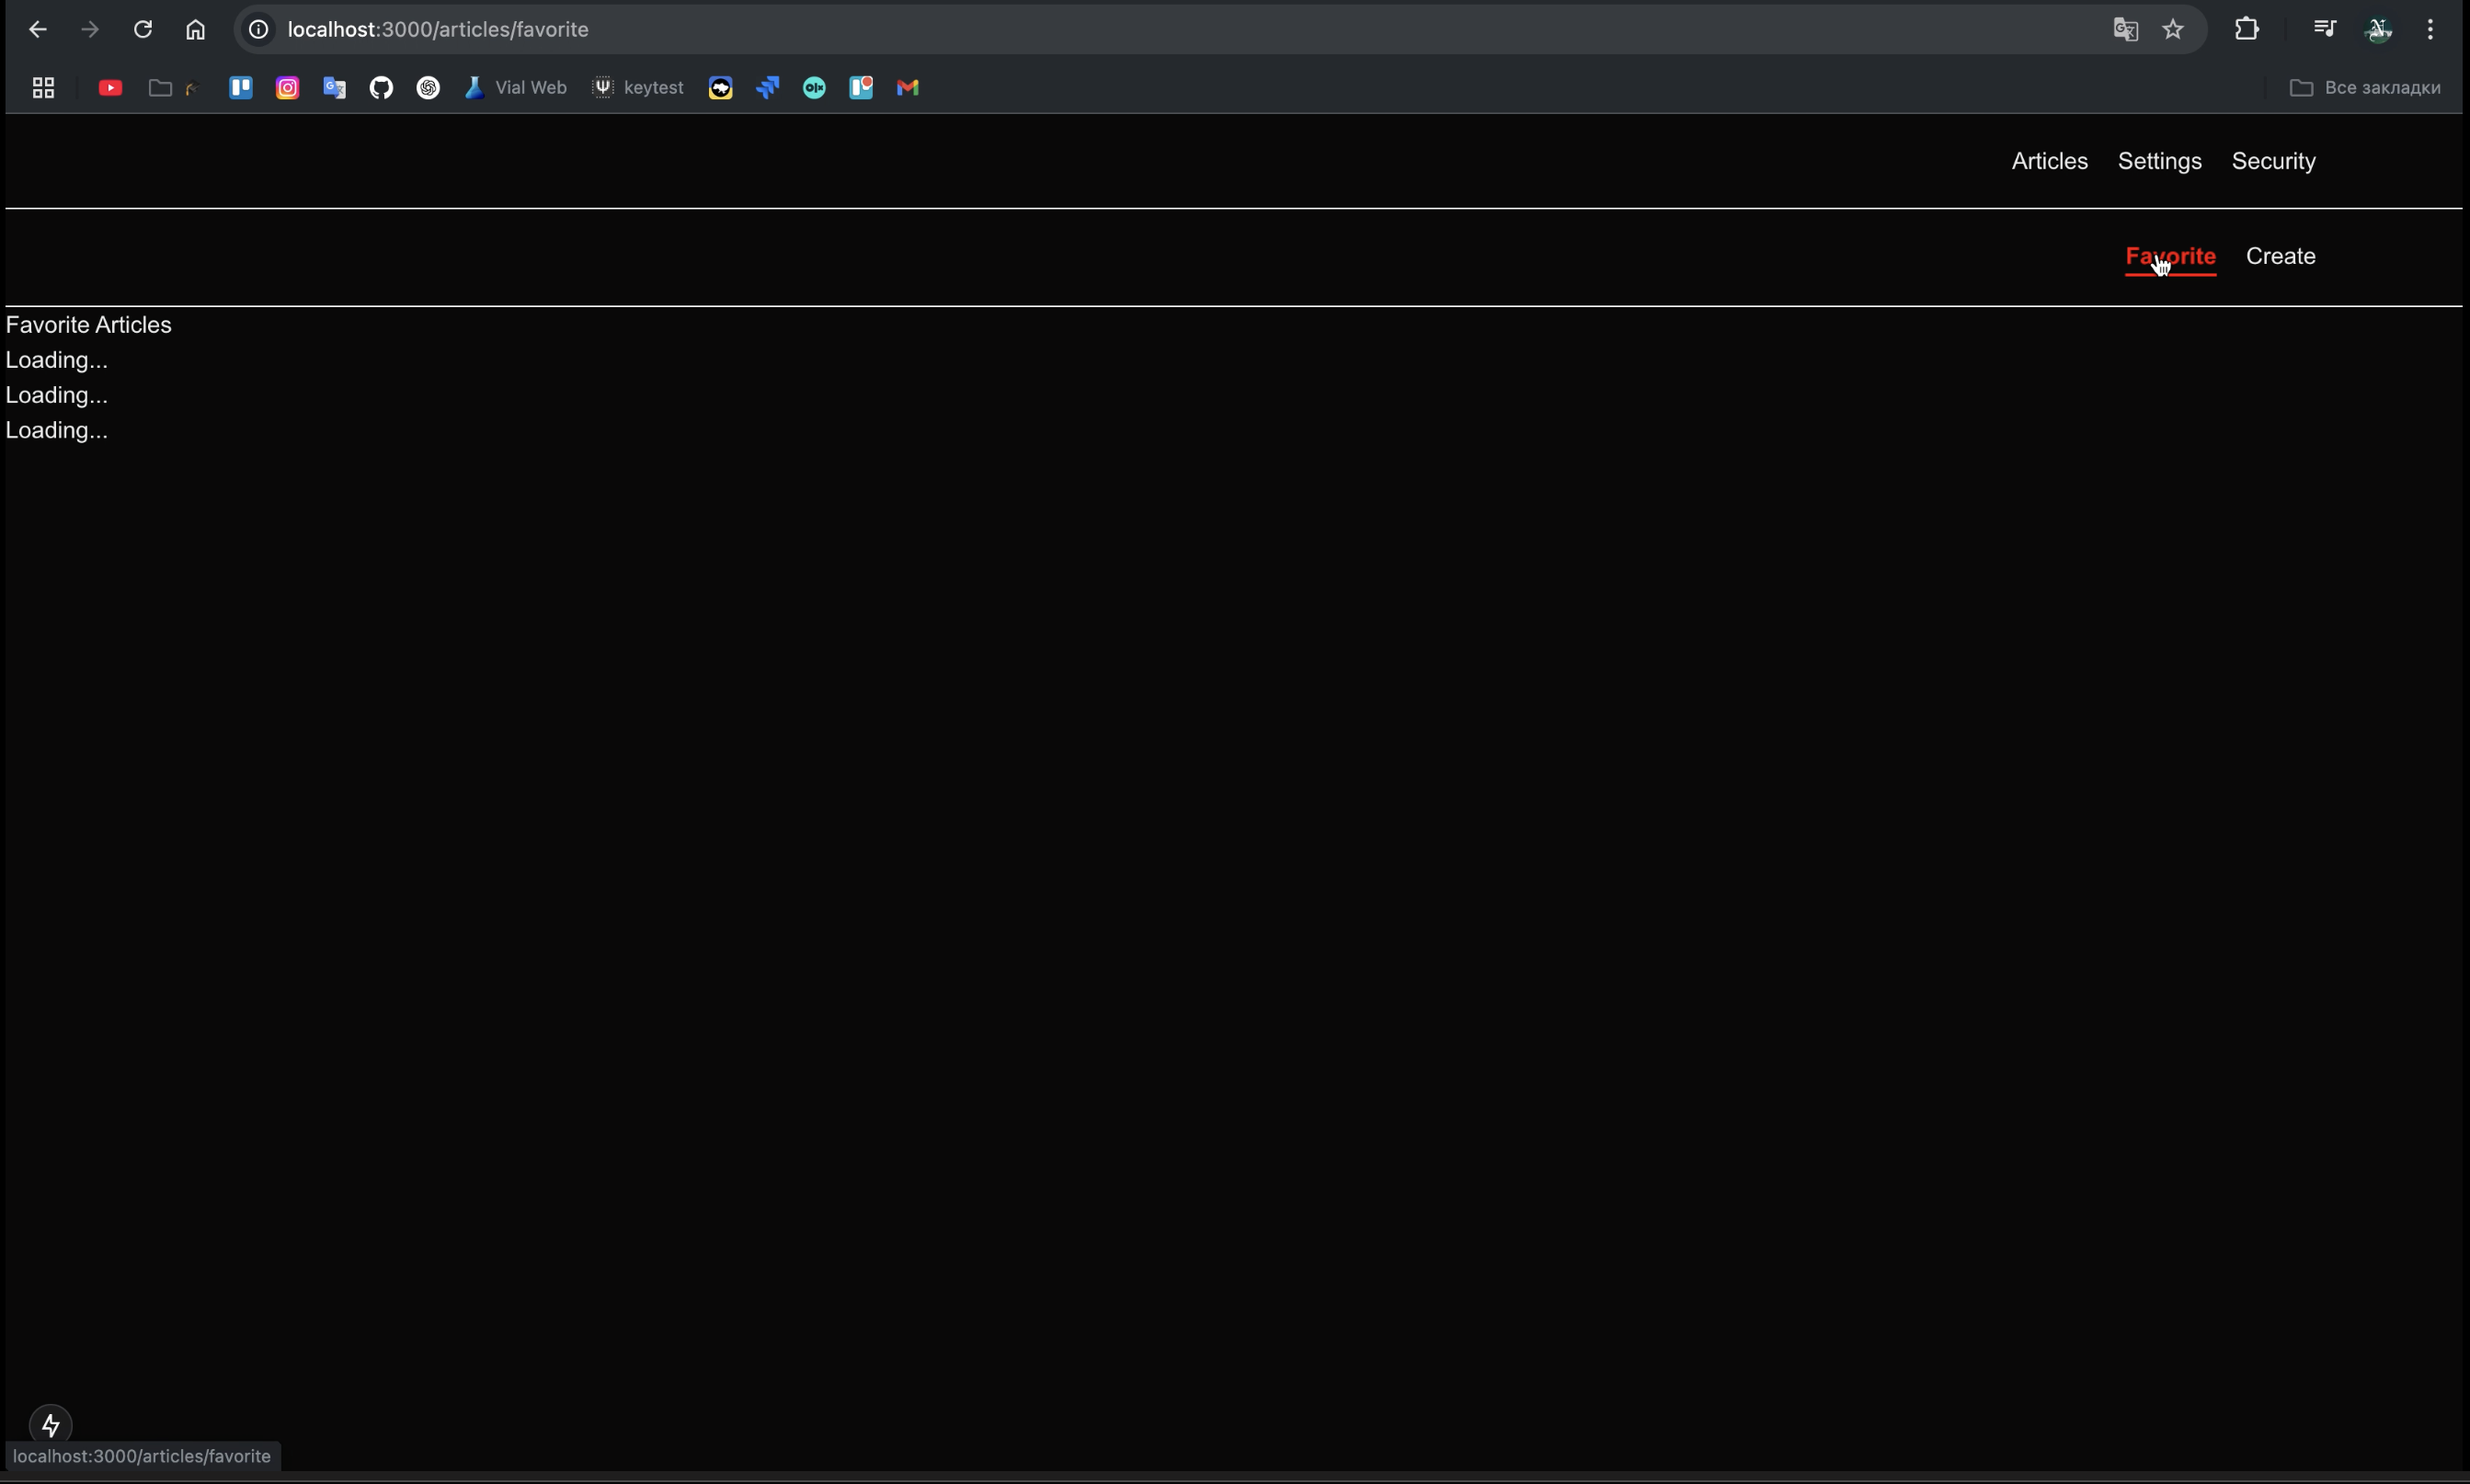 localhost:3000/articles/favorite
Vial Web keytest Все закладки
Articles Settings Security
Favorite Create
Favorite Articles
Loading...
Loading...
Loading...
localhost:3000/articles/favorite